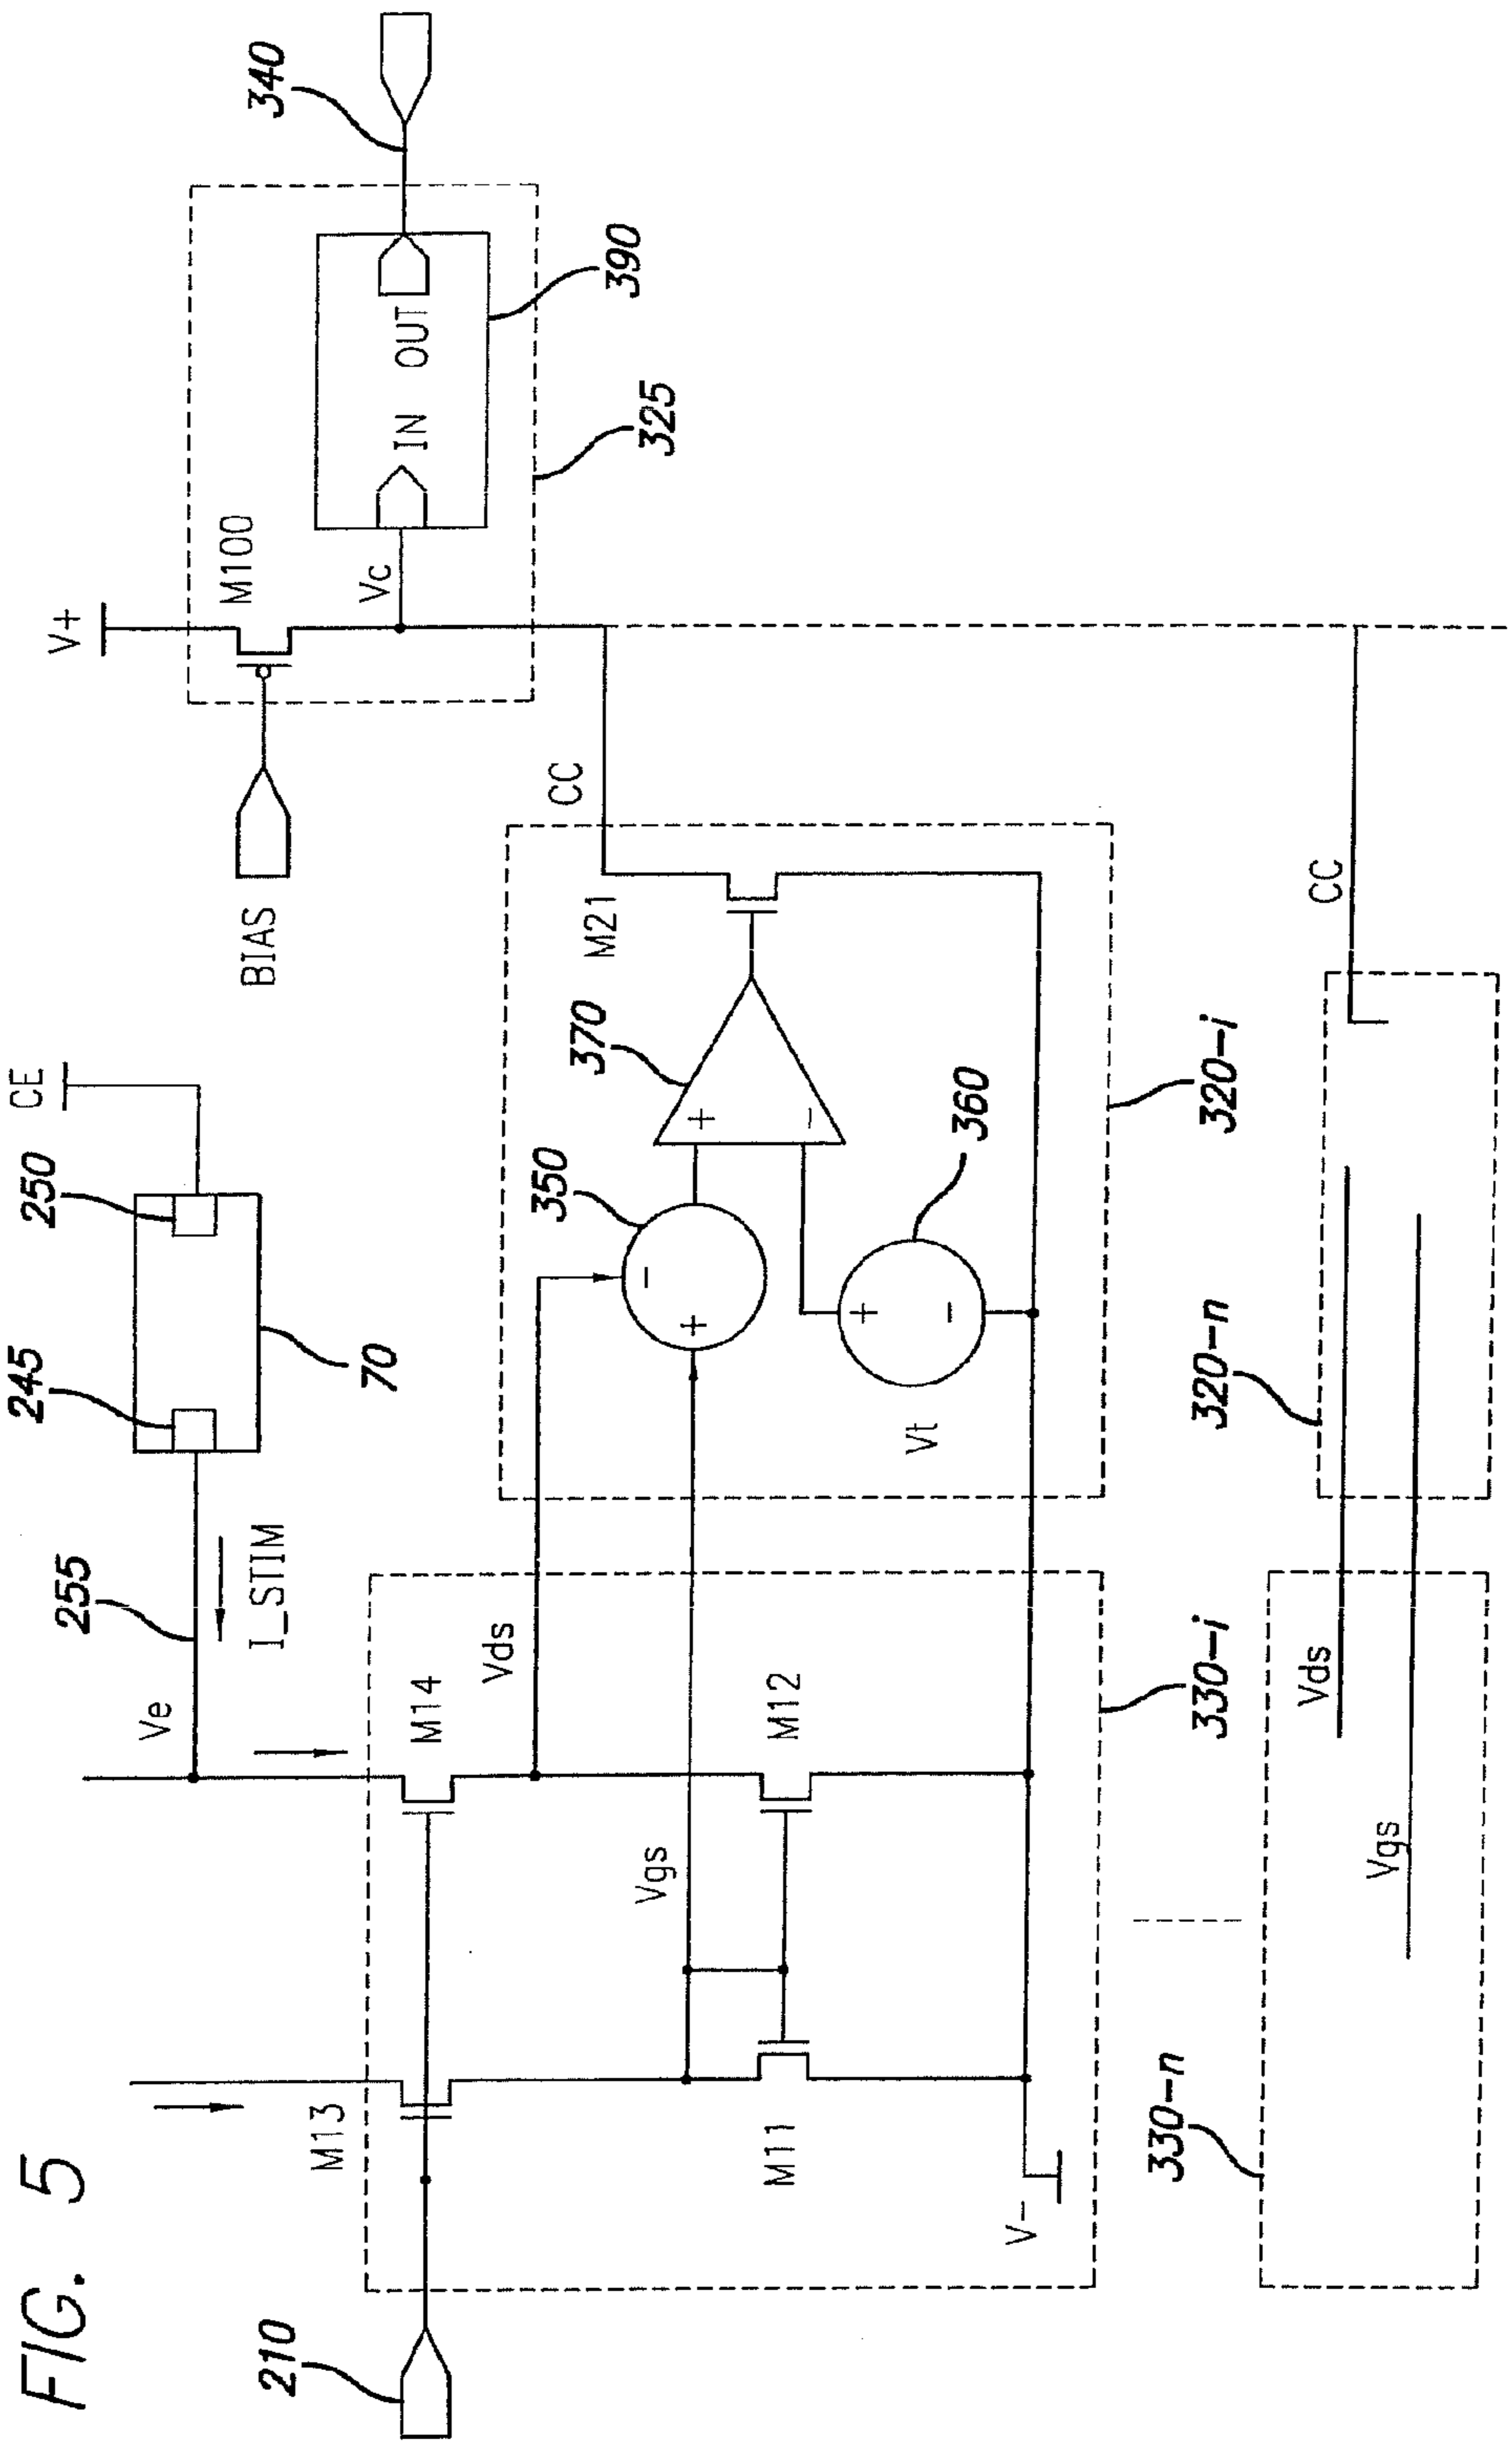 FIG. 5
210
M13
M14
Ve
255
I_STIM
245
250
70
CE
BIAS
V+
M100
Vc
IN OUT
340
390
325
Vgs
Vds
M11
M12
V-
350
-
+
370
+
-
360
+
-
Vt
M21
CC
330-i
320-i
330-n
Vgs
Vds
320-n
CC